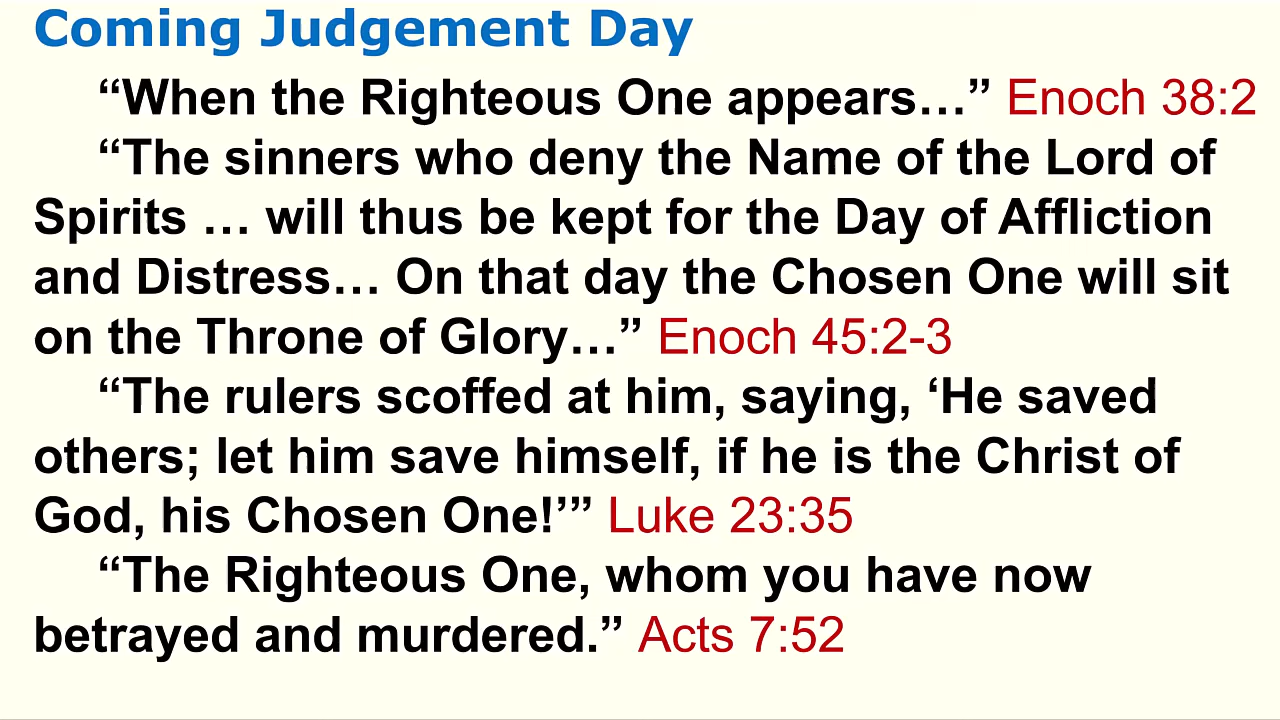 Coming Judgement Day
“When the Righteous One appears…” Enoch 38:2
“The sinners who deny the Name of the Lord of
Spirits … will thus be kept for the Day of Affliction
and Distress… On that day the Chosen One will sit
on the Throne of Glory…” Enoch 45:2-3
“The rulers scoffed at him, saying, ‘He saved
others; let him save himself, if he is the Christ of
God, his Chosen One!’” Luke 23:35
“The Righteous One, whom you have now
betrayed and murdered.” Acts 7:52